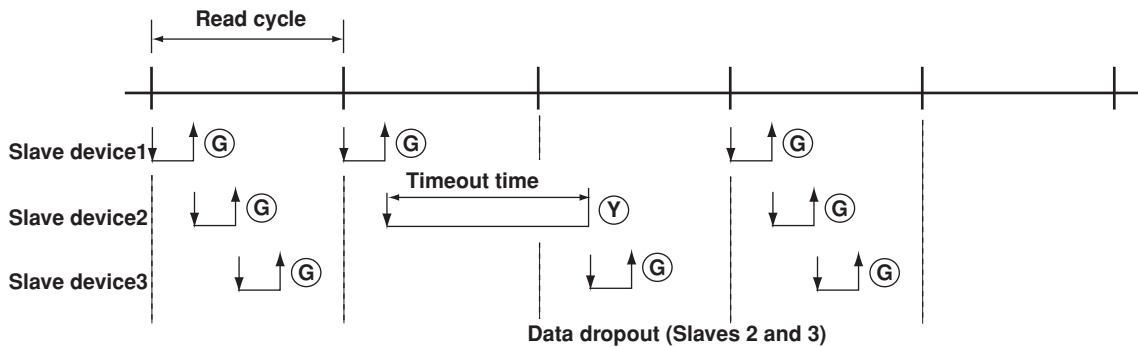 Read cycle
Slave device1
G
G
G
Timeout time
Slave device2
G
Y
G
Slave device3
G
G
G
Data dropout (Slaves 2 and 3)